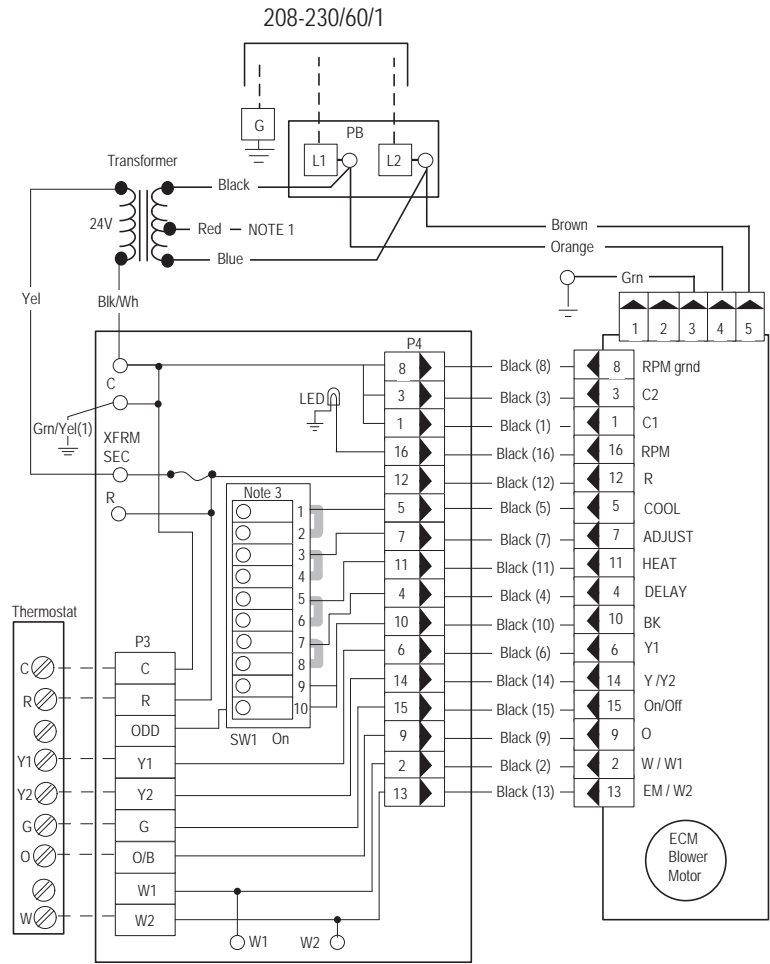 208-230/60/1
G
PB
L1
L2
Transformer
24V
Black
Red
NOTE 1
Blue
Brown
Orange
Grn
Yel
Blk/Wh
1 2 3 4 5
P4
C
LED
Grn/Yel(1)
XFRM
SEC
R
8 Black (8) 8 RPM grnd
3 Black (3) 3 C2
1 Black (1) 1 C1
16 Black (16) 16 RPM
12 Black (12) 12 R
5 Black (5) 5 COOL
7 Black (7) 7 ADJUST
11 Black (11) 11 HEAT
4 Black (4) 4 DELAY
10 Black (10) 10 BK
6 Black (6) 6 Y1
14 Black (14) 14 Y /Y2
15 Black (15) 15 On/Off
9 Black (9) 9 O
2 Black (2) 2 W / W1
13 Black (13) 13 EM / W2
Note 3
1
2
3
4
5
6
7
8
9
10
SW1 On
Thermostat
P3
C C
R R
ODD
Y1 Y1
Y2 Y2
G G
O O/B
W1
W W2
W1
W2
ECM
Blower
Motor